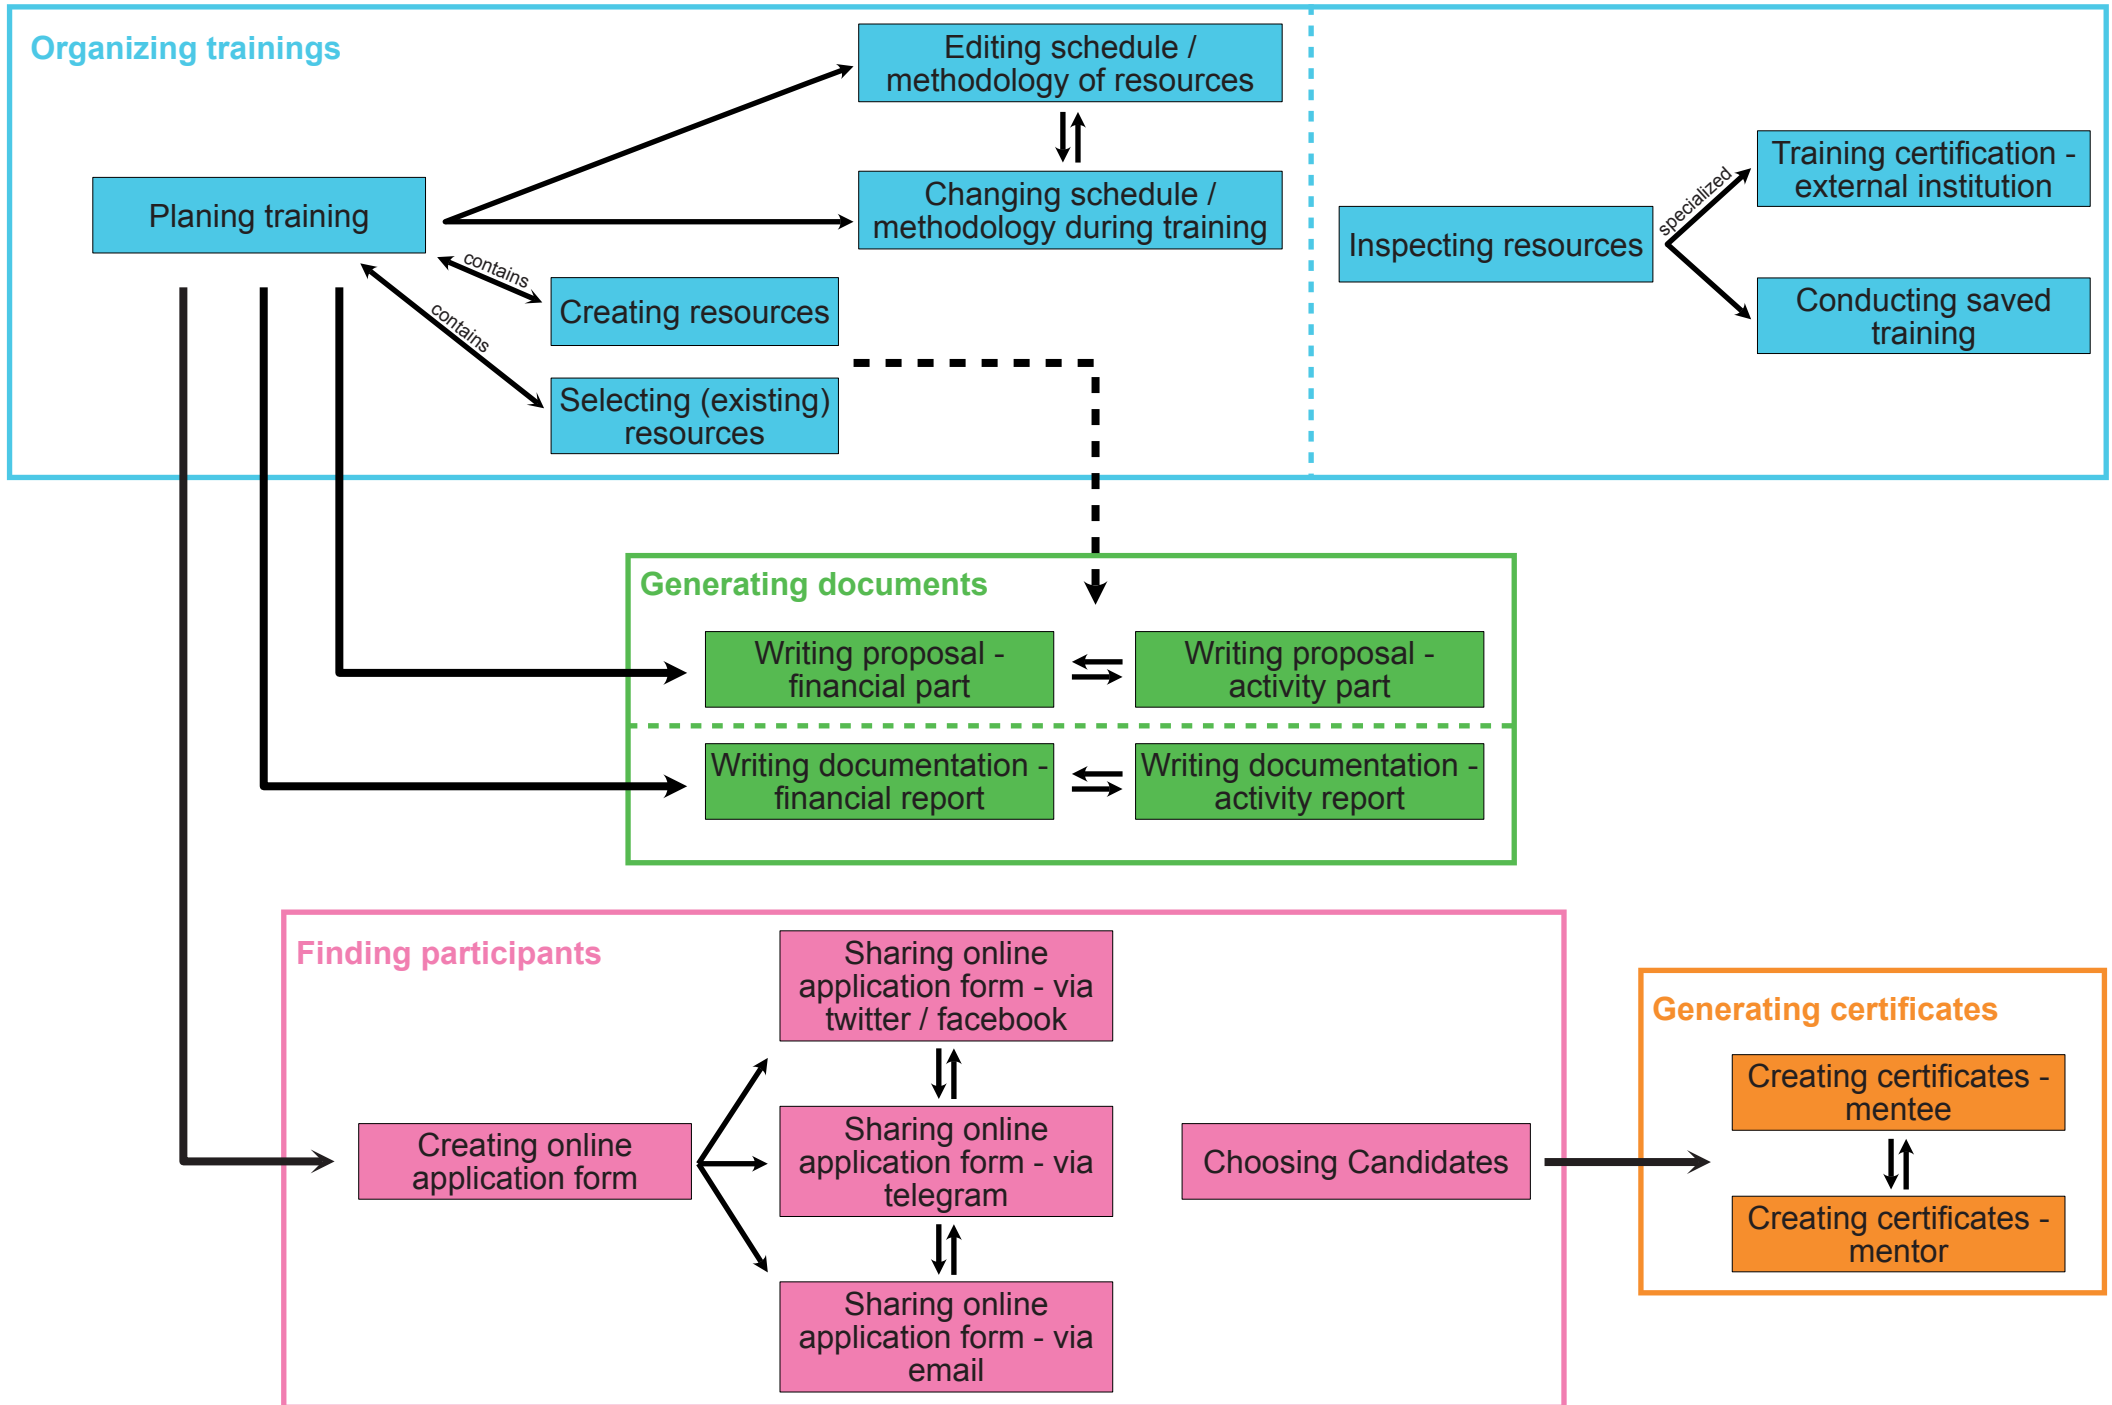 Organizing trainings
Editing schedule /
methodology of resources
Planing training
Changing schedule /
methodology during training
contains
Creating resources
contains
Selecting (existing)
resources
Inspecting resources
specialized
Training certification -
external institution
Conducting saved
training
Generating documents
Writing proposal -
financial part
Writing proposal -
activity part
Writing documentation -
financial report
Writing documentation -
activity report
Finding participants
Sharing online
application form - via
twitter / facebook
Creating online
application form
Sharing online
application form - via
telegram
Choosing Candidates
Sharing online
application form - via
email
Generating certificates
Creating certificates -
mentee
Creating certificates -
mentor